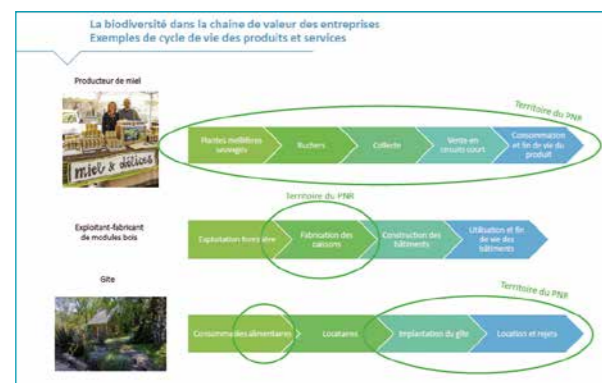 La biodiversité dans la chaine de valeur des entreprises
Exemples de cycle de vie des produits et services
Producteur de miel
miel & délices
Territoire du PNR
Plantes mellifères
sauvages
Ruchers
Collecte
Vente en
circuits court
Consommation
et fin de vie du
produit
Territoire du PNR
Exploitant-fabricant
de modules bois
Exploitation forestière
Fabrication des
caissons
Construction des
bâtiments
Utilisation et fin
de vie des
bâtiments
Gite
Territoire du PNR
alimentaires
Locataires
Implantation du gîte
Location et rejets